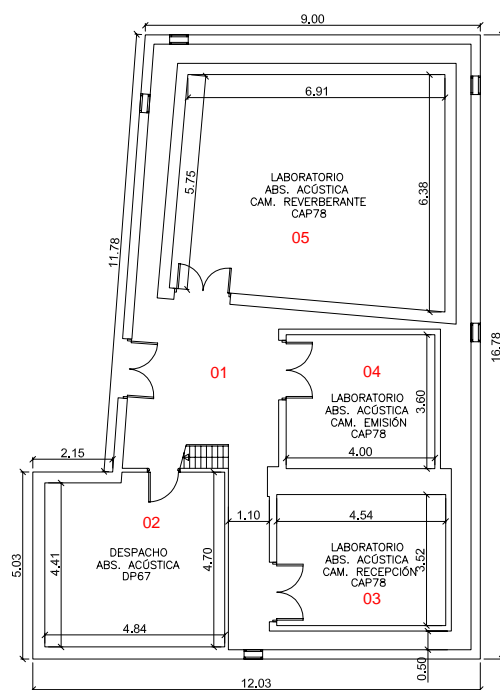 9.00
6.91
5.75
6.38
LABORATORIO
ABS. ACÚSTICA
CAM. REVERBERANTE
CAP78
05
11.78
16.78
01
04
LABORATORIO
ABS. ACÚSTICA
CAM. EMISIÓN
CAP78
3.60
4.00
2.15
02
DESPACHO
ABS. ACÚSTICA
DP67
5.03
4.41
4.70
4.84
1.10
4.54
LABORATORIO
ABS. ACÚSTICA
CAM. RECEPCIÓN
CAP78
3.52
03
0.50
12.03